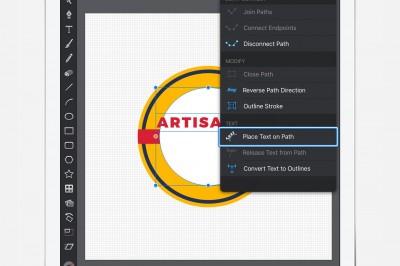 Join Paths
Connect Endpoints
Disconnect Path
MODIFY
Close Path
Reverse Path Direction
Outline Stroke
TEXT
ARTISA
Place Text on Path
Release Text from Path
Convert Text to Outlines